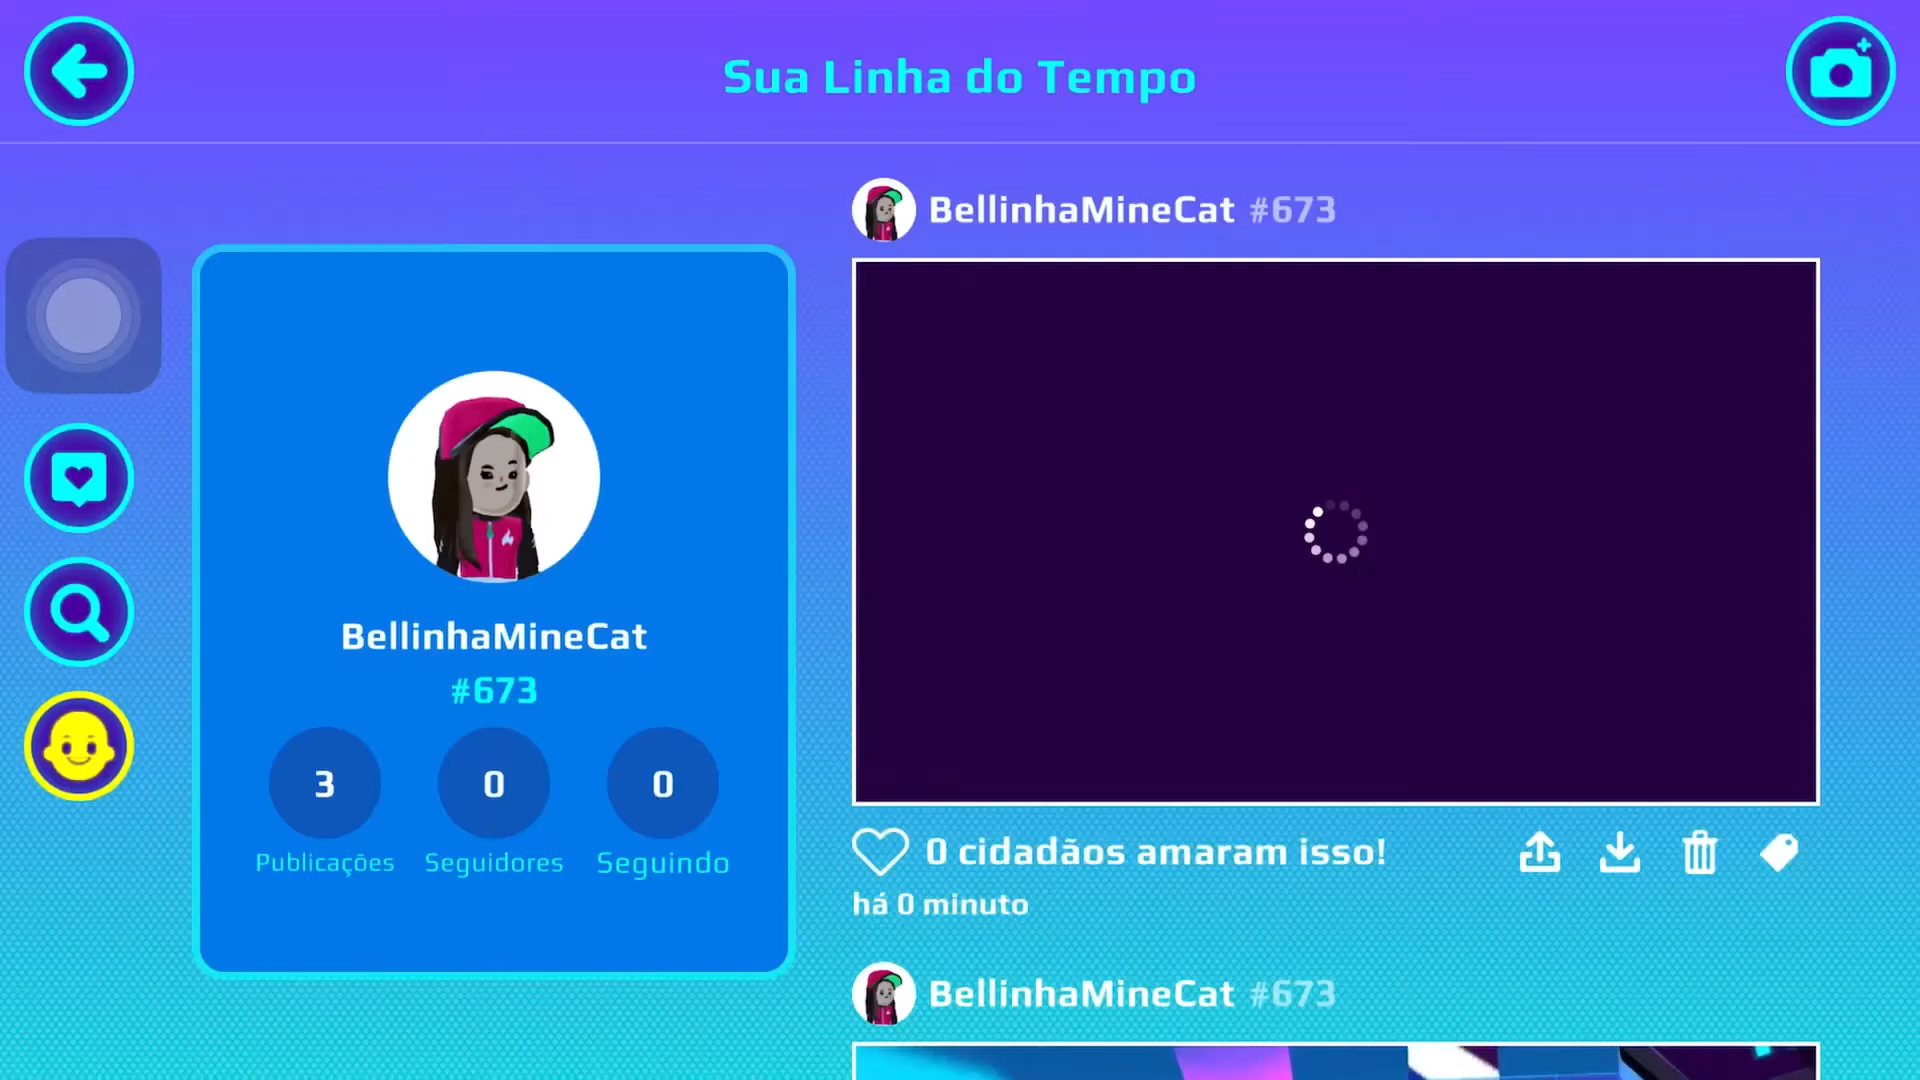 Sua Linha do Tempo
BellinhaMineCat #673
BellinhaMineCat
#673
3
0
0
Publicações
Seguidores
Seguindo
0 cidadãos amaram isso!
há 0 minuto
BellinhaMineCat #673